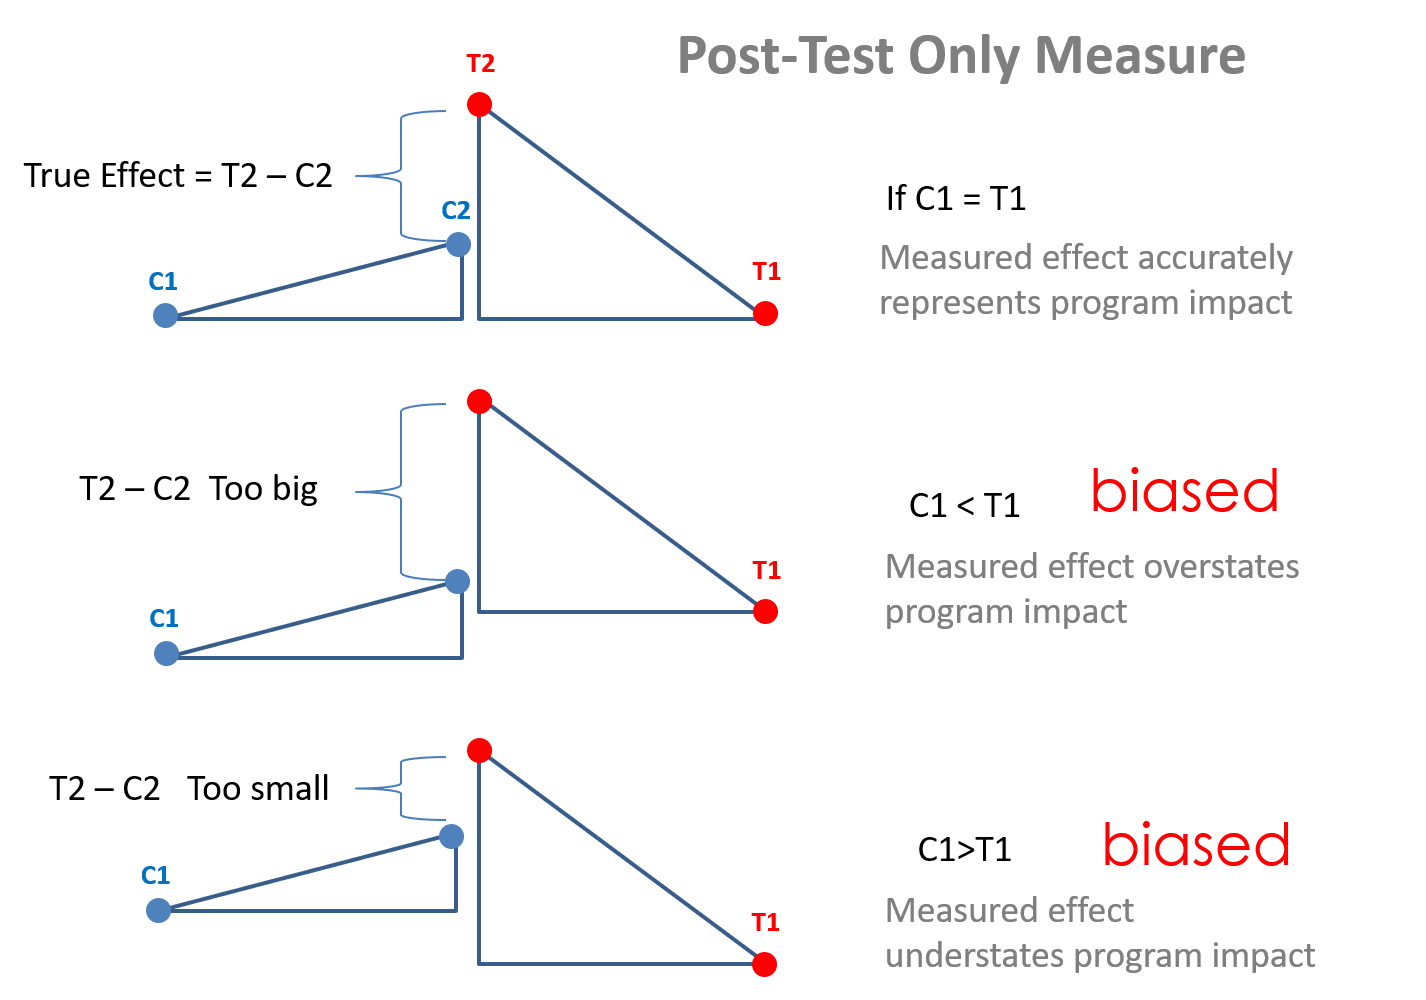 Post-Test Only Measure
T2
True Effect = T2 – C2
C2
C1
T1
If C1 = T1
Measured effect accurately
represents program impact
T2 – C2  Too big
C1
T1
C1 < T1
biased
Measured effect overstates
program impact
T2 – C2   Too small
C1
T1
C1>T1
biased
Measured effect
understates program impact